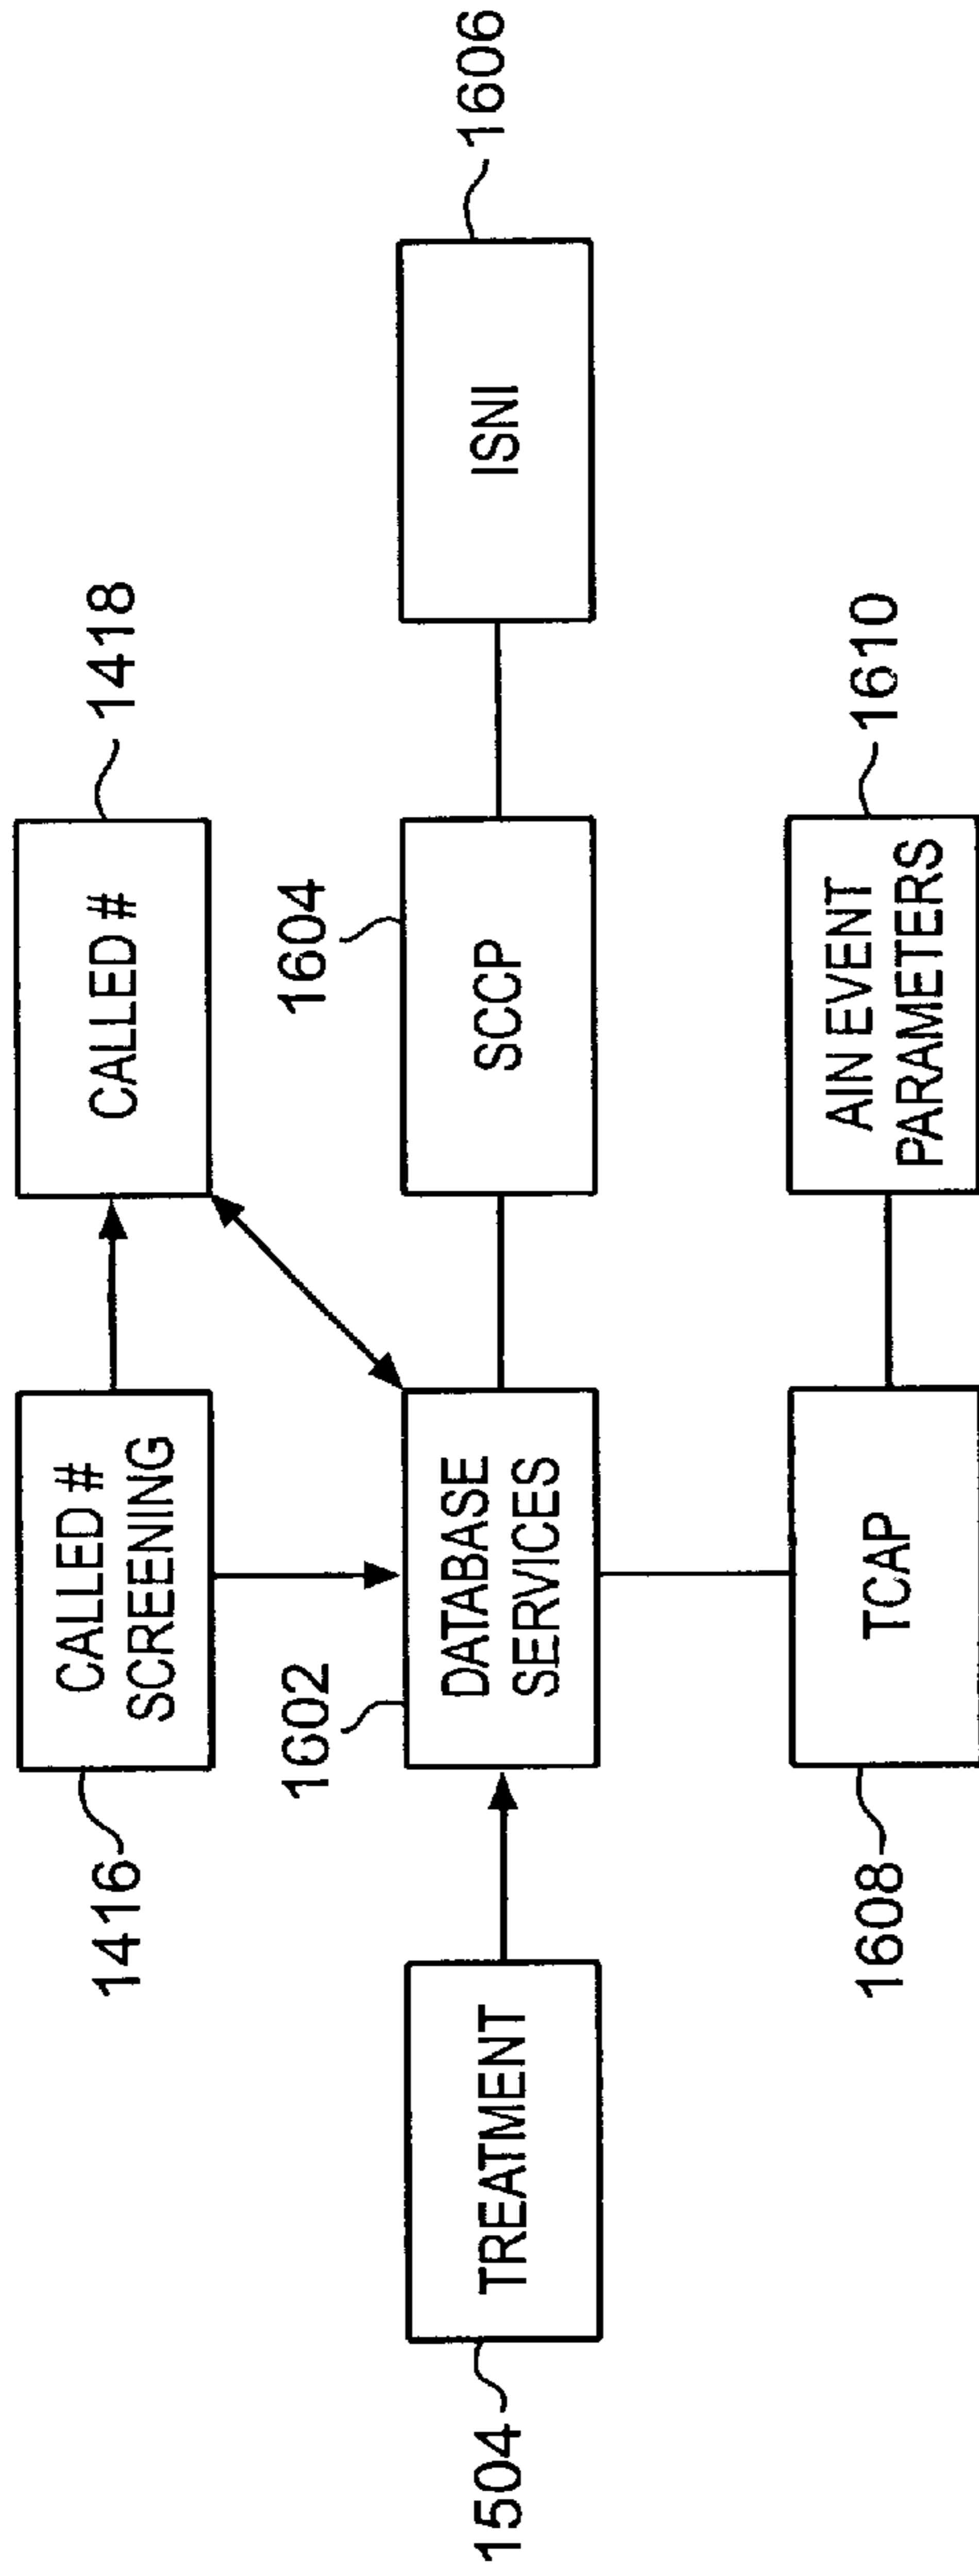 1416
CALLED #
SCREENING
CALLED #
1418
1504
TREATMENT
1602
DATABASE
SERVICES
1604
SCCP
ISNI
1606
1608
TCAP
AIN EVENT
PARAMETERS
1610